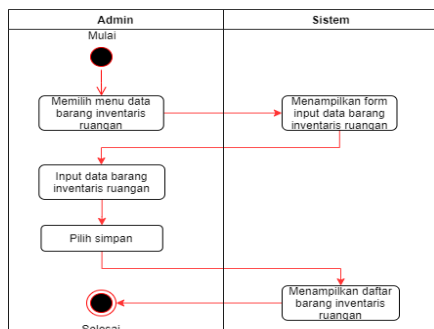 Admin
Sistem
Mulai
Memilih menu data
barang inventaris
ruangan
Menampilkan form
input data barang
inventaris ruangan
Input data barang
inventaris ruangan
Pilih simpan
Menampilkan daftar
barang inventaris
ruangan
Selesai